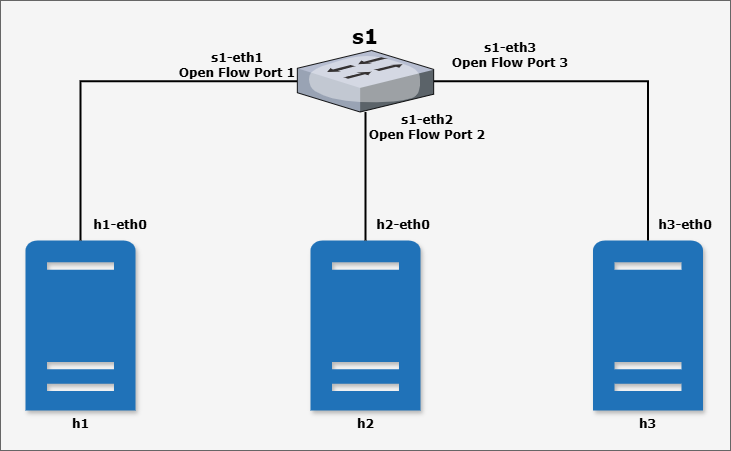 s1
s1-eth1
Open Flow Port 1
s1-eth3
Open Flow Port 3
s1-eth2
Open Flow Port 2
h1-eth0
h2-eth0
h3-eth0
h1
h2
h3